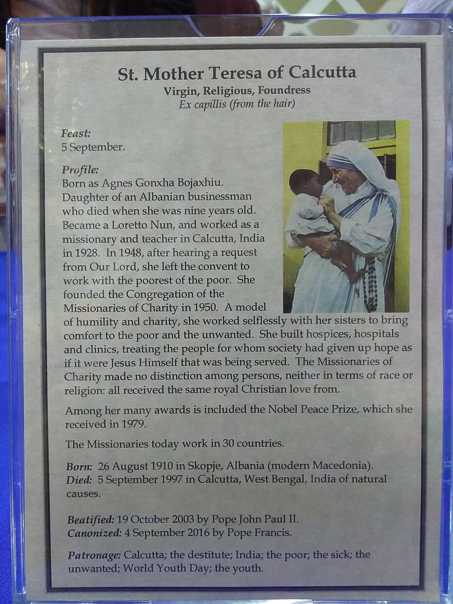 St. Mother Teresa of Calcutta
Virgin, Religious, Foundress
Ex capillis (from the hair)
Feast:
5 September.
Profile:
Born as Agnes Gonxha Bojaxhiu.
Daughter of an Albanian businessman
who died when she was nine years old.
Became a Loretto Nun, and worked as a
missionary and teacher in Calcutta, India
in 1928. In 1948, after hearing a request
from Our Lord, she left the convent to
work with the poorest of the poor. She
founded the Congregation of the
Missionaries of Charity in 1950. A model
of humility and charity, she worked selflessly with her sisters to bring
comfort to the poor and the unwanted. She built hospices, hospitals
and clinics, treating the people for whom society had given up hope as
if it were Jesus Himself that was being served. The Missionaries of
Charity made no distinction among persons, neither in terms of race or
religion: all received the same royal Christian love from.
Among her many awards is included the Nobel Peace Prize, which she
received in 1979.
The Missionaries today work in 30 countries.
Born: 26 August 1910 in Skopje, Albania (modern Macedonia).
Died: 5 September 1997 in Calcutta, West Bengal, India of natural
causes.
Beatified: 19 October 2003 by Pope John Paul II.
Canonized: 4 September 2016 by Pope Francis.
Patronage: Calcutta; the destitute; India; the poor; the sick; the
unwanted; World Youth Day; the youth.